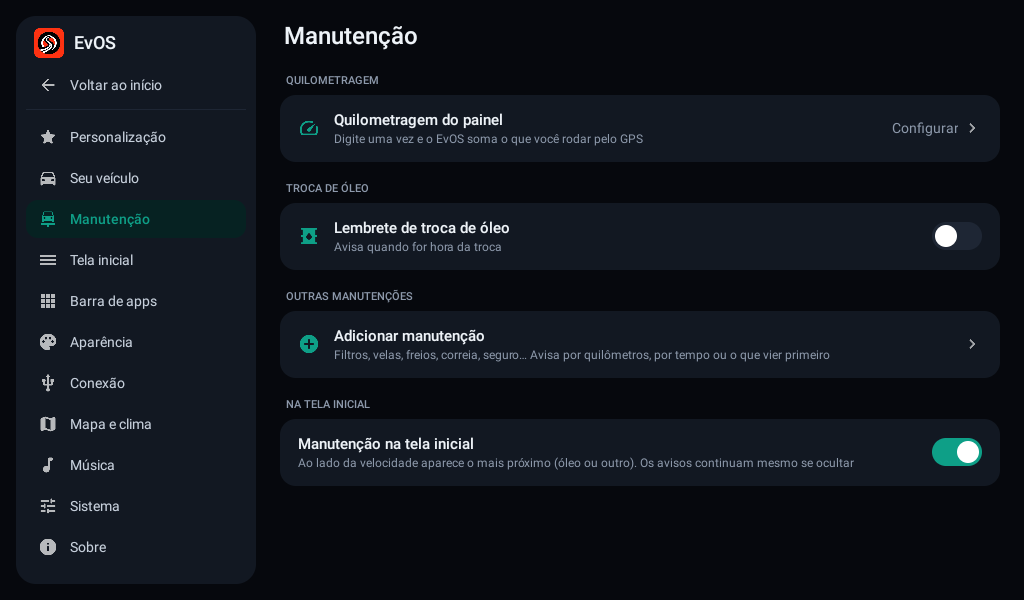 EvOS
Voltar ao início
Personalização
Seu veículo
Manutenção
Tela inicial
Barra de apps
Aparência
Conexão
Mapa e clima
Música
Sistema
Sobre
Manutenção
QUILOMETRAGEM
Quilometragem do painel
Digite uma vez e o EvOS soma o que você rodar pelo GPS
Configurar
TROCA DE ÓLEO
Lembrete de troca de óleo
Avisa quando for hora da troca
OUTRAS MANUTENÇÕES
Adicionar manutenção
Filtros, velas, freios, correia, seguro… Avisa por quilômetros, por tempo ou o que vier primeiro
NA TELA INICIAL
Manutenção na tela inicial
Ao lado da velocidade aparece o mais próximo (óleo ou outro). Os avisos continuam mesmo se ocultar